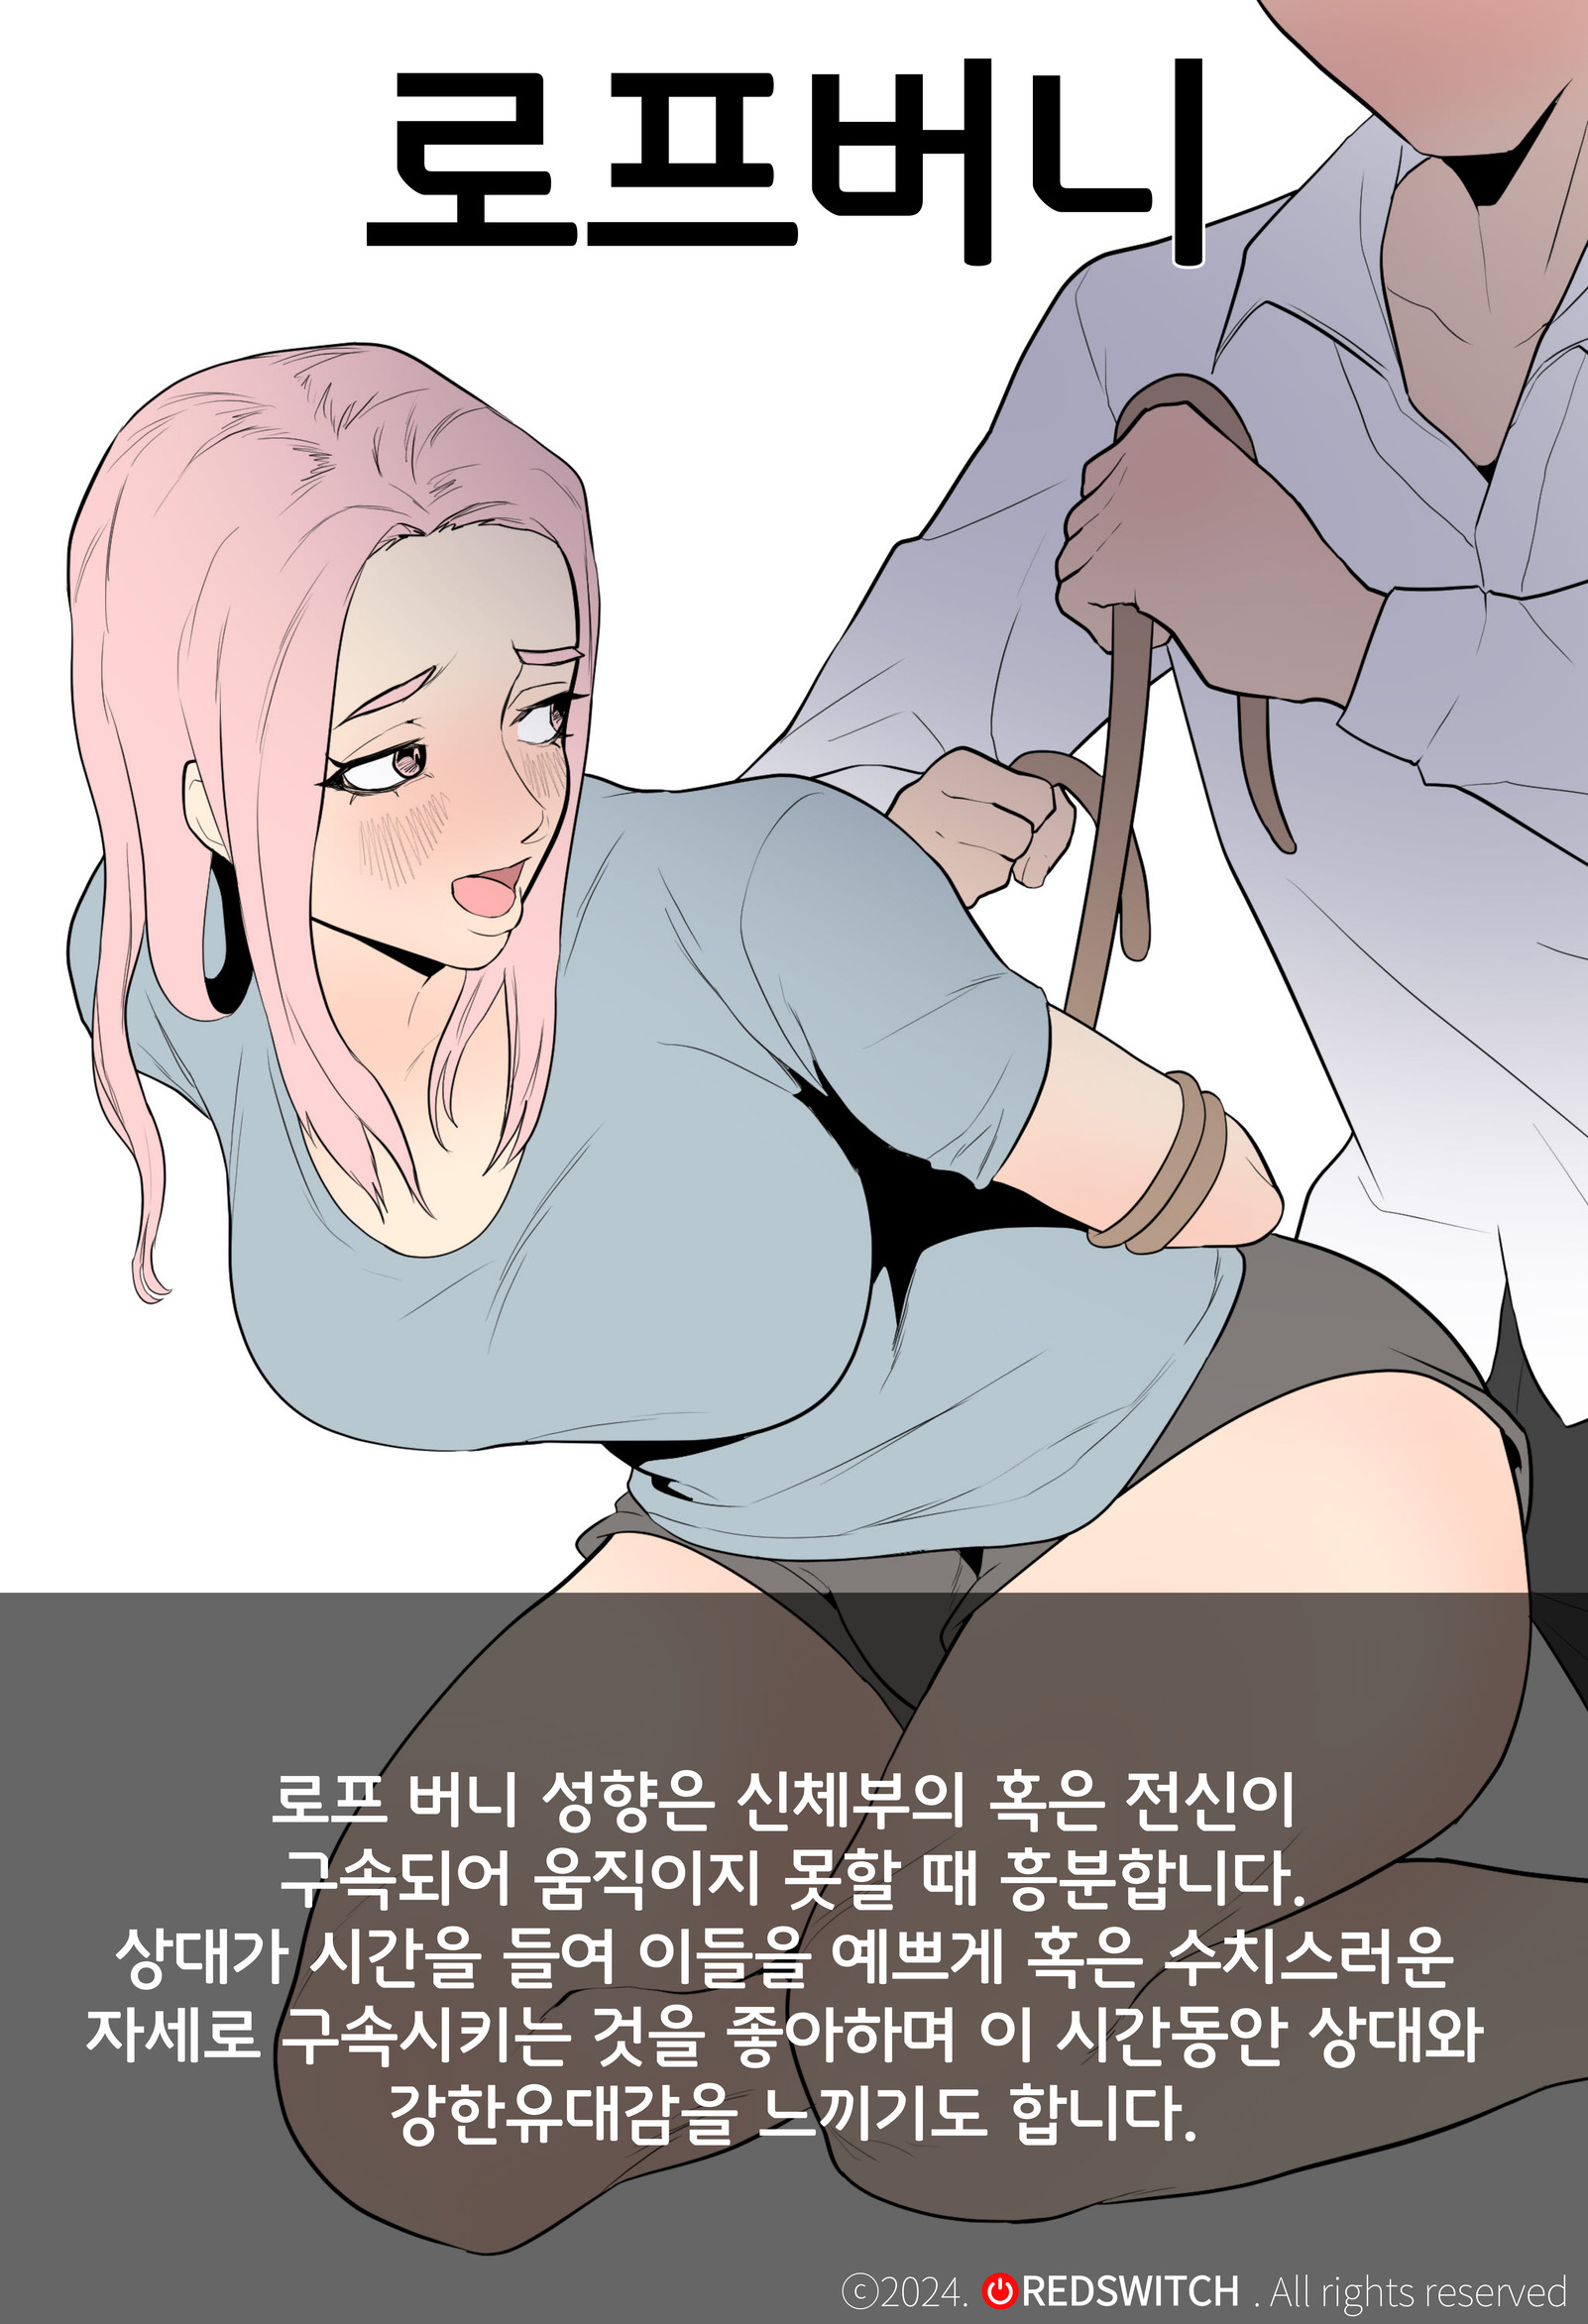 로프버니
로프 버니 성향은 신체부의 혹은 전신이
구속되어 움직이지 못할 때 흥분합니다.
상대가 시간을 들여 이들을 예쁘게 혹은 수치스러운
자세로 구속시키는 것을 좋아하며 이 시간동안 상대와
강한유대감을 느끼기도 합니다.
©2024. REDSWITCH . All rights reserved